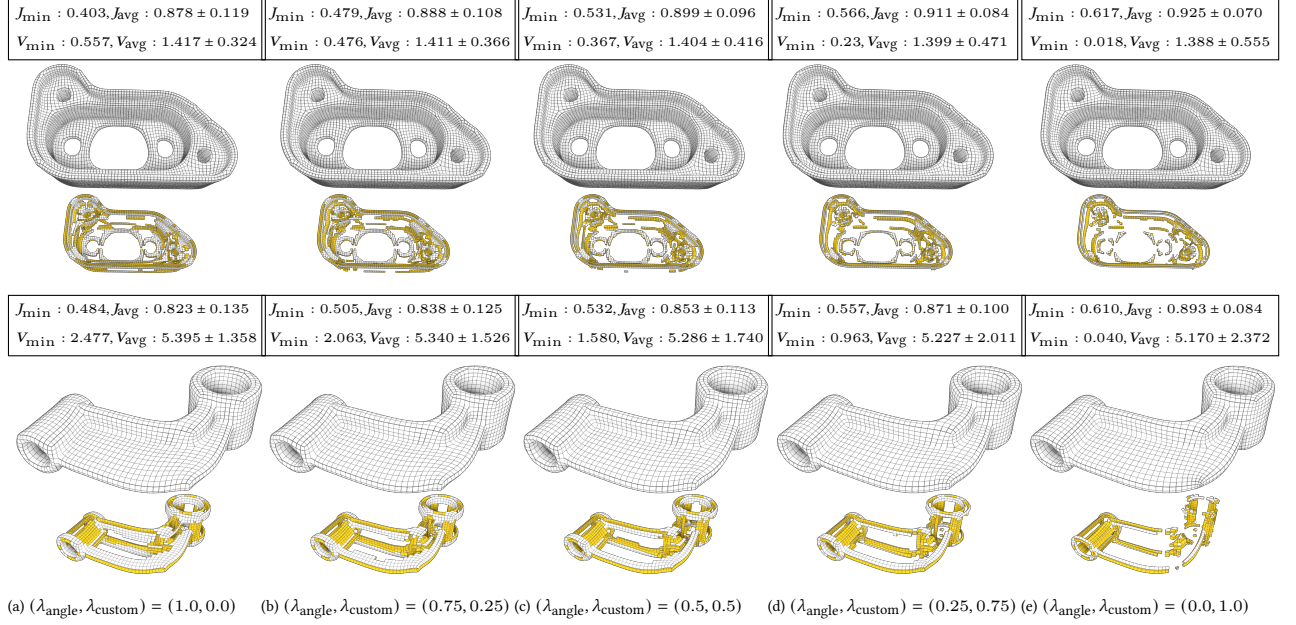 J_min : 0.403, J_avg : 0.878 ± 0.119
V_min : 0.557, V_avg : 1.417 ± 0.324
J_min : 0.479, J_avg : 0.888 ± 0.108
V_min : 0.476, V_avg : 1.411 ± 0.366
J_min : 0.531, J_avg : 0.899 ± 0.096
V_min : 0.367, V_avg : 1.404 ± 0.416
J_min : 0.566, J_avg : 0.911 ± 0.084
V_min : 0.23, V_avg : 1.399 ± 0.471
J_min : 0.617, J_avg : 0.925 ± 0.070
V_min : 0.018, V_avg : 1.388 ± 0.555
J_min : 0.484, J_avg : 0.823 ± 0.135
V_min : 2.477, V_avg : 5.395 ± 1.358
J_min : 0.505, J_avg : 0.838 ± 0.125
V_min : 2.063, V_avg : 5.340 ± 1.526
J_min : 0.532, J_avg : 0.853 ± 0.113
V_min : 1.580, V_avg : 5.286 ± 1.740
J_min : 0.557, J_avg : 0.871 ± 0.100
V_min : 0.963, V_avg : 5.227 ± 2.011
J_min : 0.610, J_avg : 0.893 ± 0.084
V_min : 0.040, V_avg : 5.170 ± 2.372
(a) (λ_angle, λ_custom) = (1.0, 0.0)
(b) (λ_angle, λ_custom) = (0.75, 0.25)
(c) (λ_angle, λ_custom) = (0.5, 0.5)
(d) (λ_angle, λ_custom) = (0.25, 0.75)
(e) (λ_angle, λ_custom) = (0.0, 1.0)